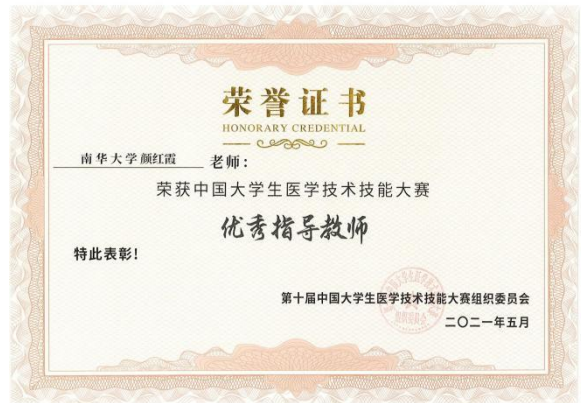 荣誉证书
HONORARY CREDENTIAL
南华大学颜红霞 老师：
荣获中国大学生医学技术技能大赛
优秀指导教师
特此表彰！
第十届中国大学生医学技术技能大赛组织委员会
二〇二一年五月